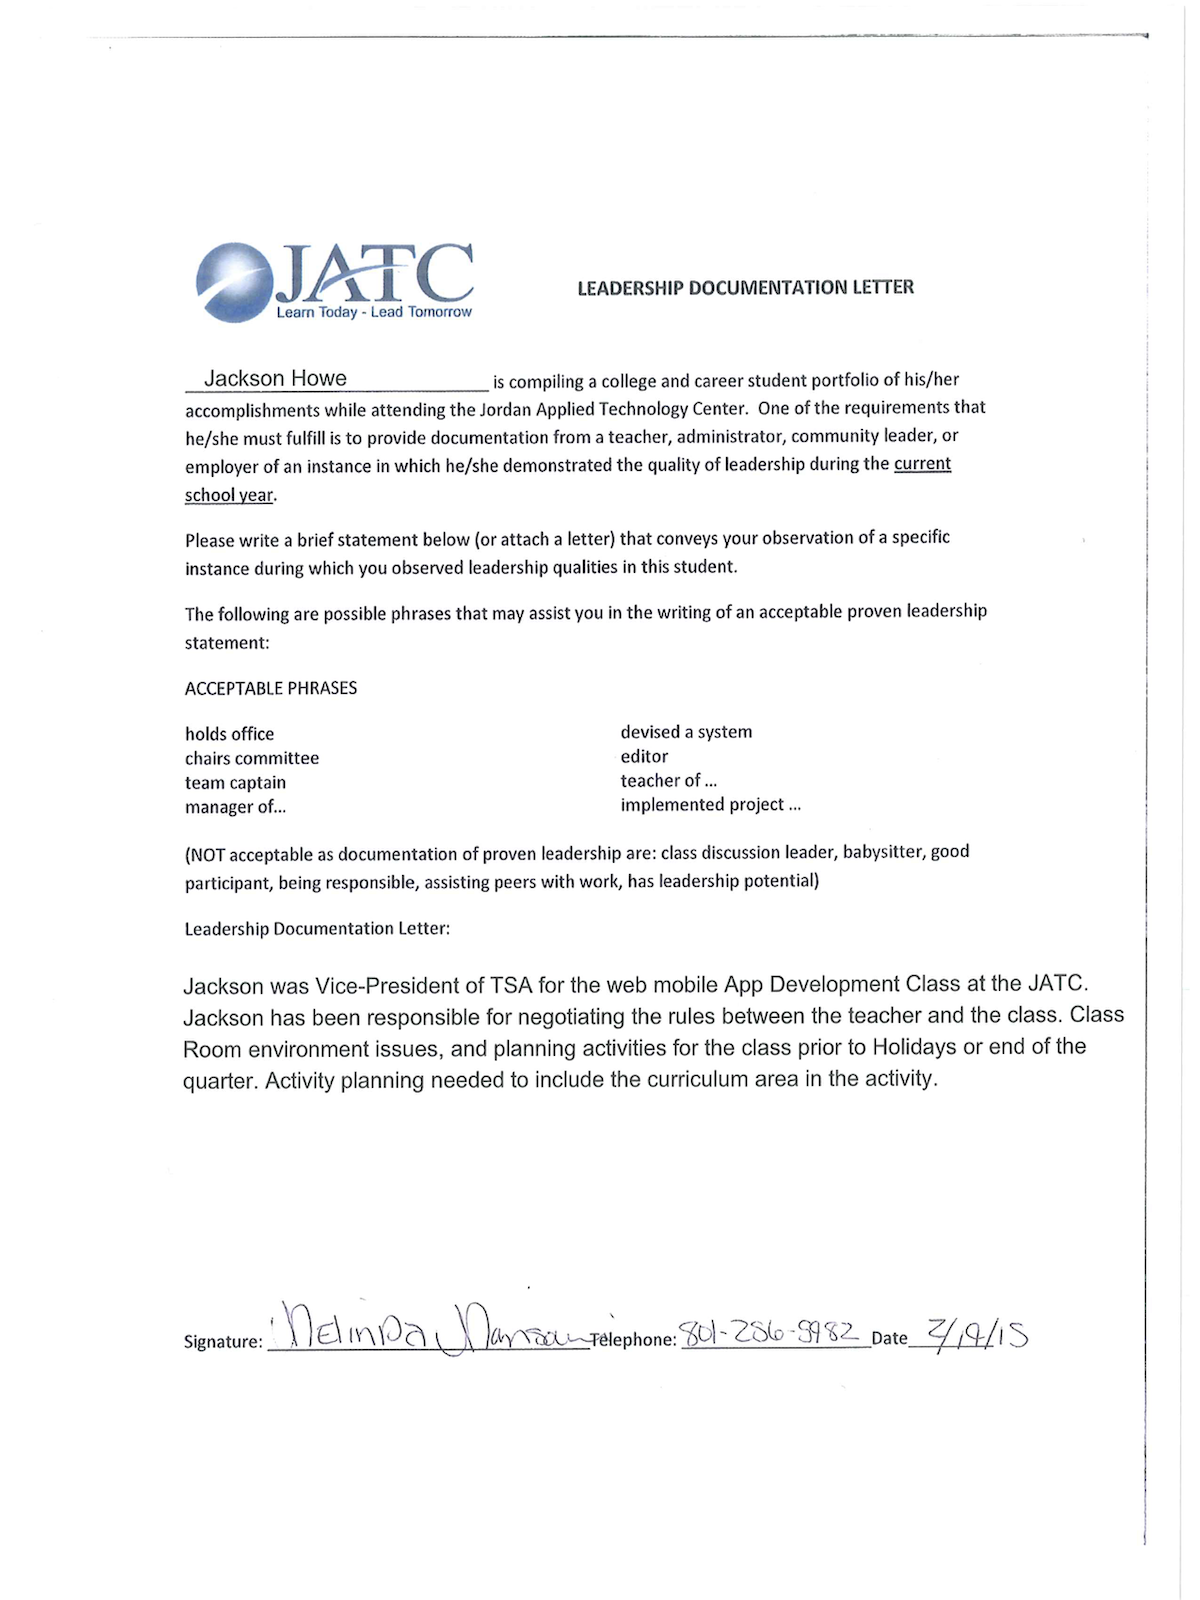 JATC
Learn Today - Lead Tomorrow
LEADERSHIP DOCUMENTATION LETTER
Jackson Howe is compiling a college and career student portfolio of his/her
accomplishments while attending the Jordan Applied Technology Center. One of the requirements that
he/she must fulfill is to provide documentation from a teacher, administrator, community leader, or
employer of an instance in which he/she demonstrated the quality of leadership during the current
school year.
Please write a brief statement below (or attach a letter) that conveys your observation of a specific
instance during which you observed leadership qualities in this student.
The following are possible phrases that may assist you in the writing of an acceptable proven leadership
statement:
ACCEPTABLE PHRASES
holds office
chairs committee
team captain
manager of...
devised a system
editor
teacher of ...
implemented project ...
(NOT acceptable as documentation of proven leadership are: class discussion leader, babysitter, good
participant, being responsible, assisting peers with work, has leadership potential)
Leadership Documentation Letter:
Jackson was Vice-President of TSA for the web mobile App Development Class at the JATC.
Jackson has been responsible for negotiating the rules between the teacher and the class. Class
Room environment issues, and planning activities for the class prior to Holidays or end of the
quarter. Activity planning needed to include the curriculum area in the activity.
Signature: Melinda Telephone: 801-256-5982 Date